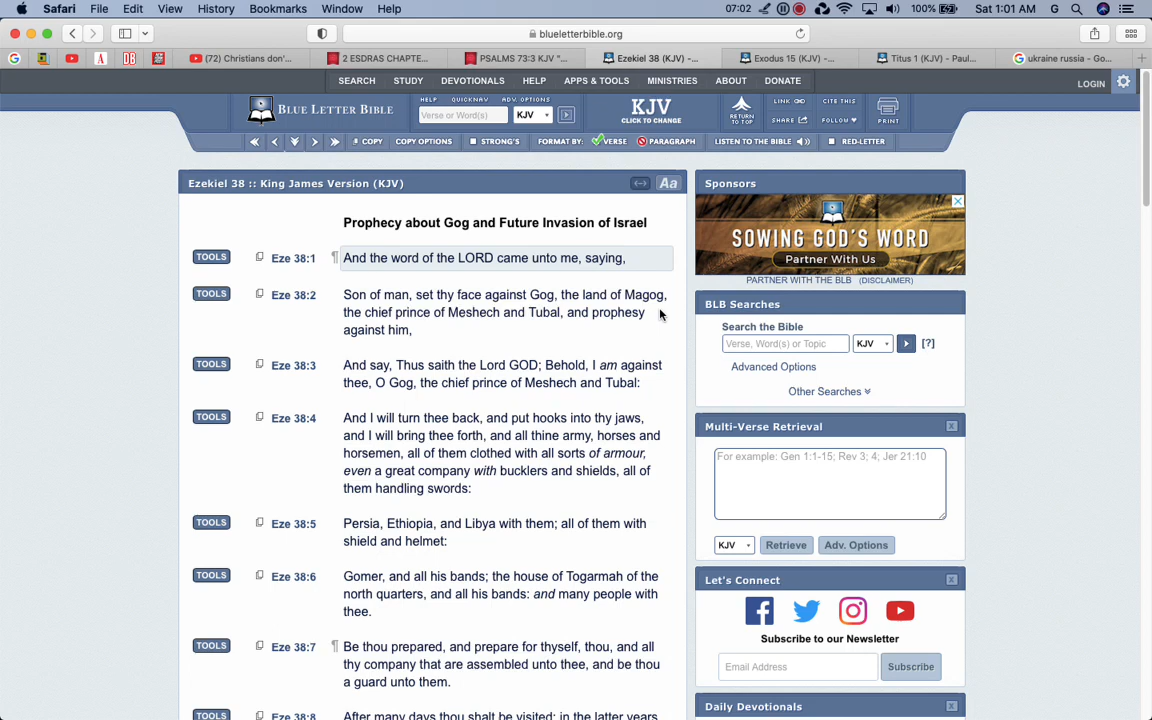 Safari File Edit View History Bookmarks Window Help 07:02 100% Sat 1:01 AM G
blueletterbible.org
(72) Christians don'... 2 ESDRAS CHAPTE... PSALMS 73:3 KJV "... Ezekiel 38 (KJV) -... Exodus 15 (KJV) -... Titus 1 (KJV) - Paul... ukraine russia - Go...
SEARCH STUDY DEVOTIONALS HELP APPS & TOOLS MINISTRIES ABOUT DONATE LOGIN
BLUE LETTER BIBLE
HELP QUICKNAV ADV. OPTIONS
Verse or Word(s) KJV
KJV
CLICK TO CHANGE
RETURN
TO TOP
LINK CITE THIS
SHARE FOLLOW PRINT
COPY COPY OPTIONS STRONG'S FORMAT BY: VERSE PARAGRAPH LISTEN TO THE BIBLE RED-LETTER
Ezekiel 38 :: King James Version (KJV) Aa
Prophecy about Gog and Future Invasion of Israel
TOOLS Eze 38:1 ¶ And the word of the LORD came unto me, saying,
TOOLS Eze 38:2 Son of man, set thy face against Gog, the land of Magog,
the chief prince of Meshech and Tubal, and prophesy
against him,
TOOLS Eze 38:3 And say, Thus saith the Lord GOD; Behold, I am against
thee, O Gog, the chief prince of Meshech and Tubal:
TOOLS Eze 38:4 And I will turn thee back, and put hooks into thy jaws,
and I will bring thee forth, and all thine army, horses and
horsemen, all of them clothed with all sorts of armour,
even a great company with bucklers and shields, all of
them handling swords:
TOOLS Eze 38:5 Persia, Ethiopia, and Libya with them; all of them with
shield and helmet:
TOOLS Eze 38:6 Gomer, and all his bands; the house of Togarmah of the
north quarters, and all his bands: and many people with
thee.
TOOLS Eze 38:7 ¶ Be thou prepared, and prepare for thyself, thou, and all
thy company that are assembled unto thee, and be thou
a guard unto them.
TOOLS Eze 38:8 After many days thou shalt be visited: in the latter years
Sponsors
SOWING GOD'S WORD
Partner With Us
PARTNER WITH THE BLB (DISCLAIMER)
BLB Searches
Search the Bible
Verse, Word(s) or Topic KJV [?]
Advanced Options
Other Searches
Multi-Verse Retrieval X
For example: Gen 1:1-15; Rev 3; 4; Jer 21:10
KJV Retrieve Adv. Options
Let's Connect X
Subscribe to our Newsletter
Email Address Subscribe
Daily Devotionals X